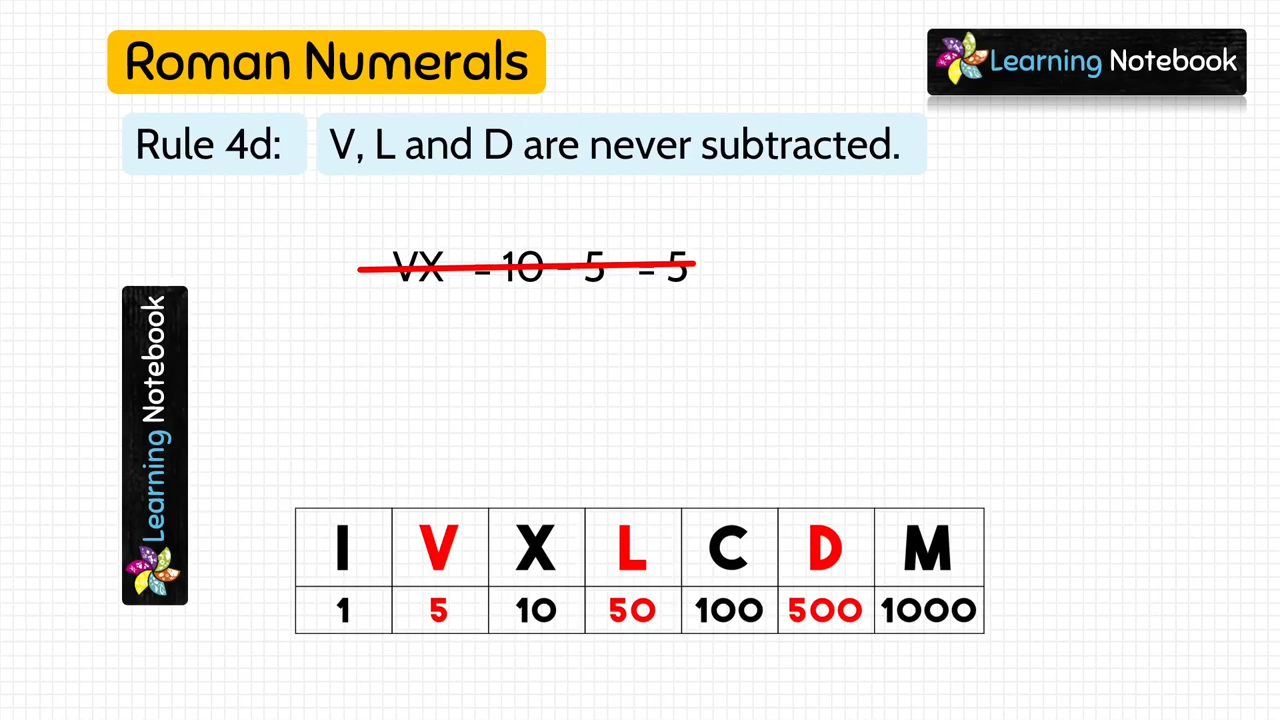 Roman Numerals
Learning Notebook
Rule 4d: V, L and D are never subtracted.
VX = 10 - 5 = 5
Learning Notebook
I V X L C D M
1 5 10 50 100 500 1000